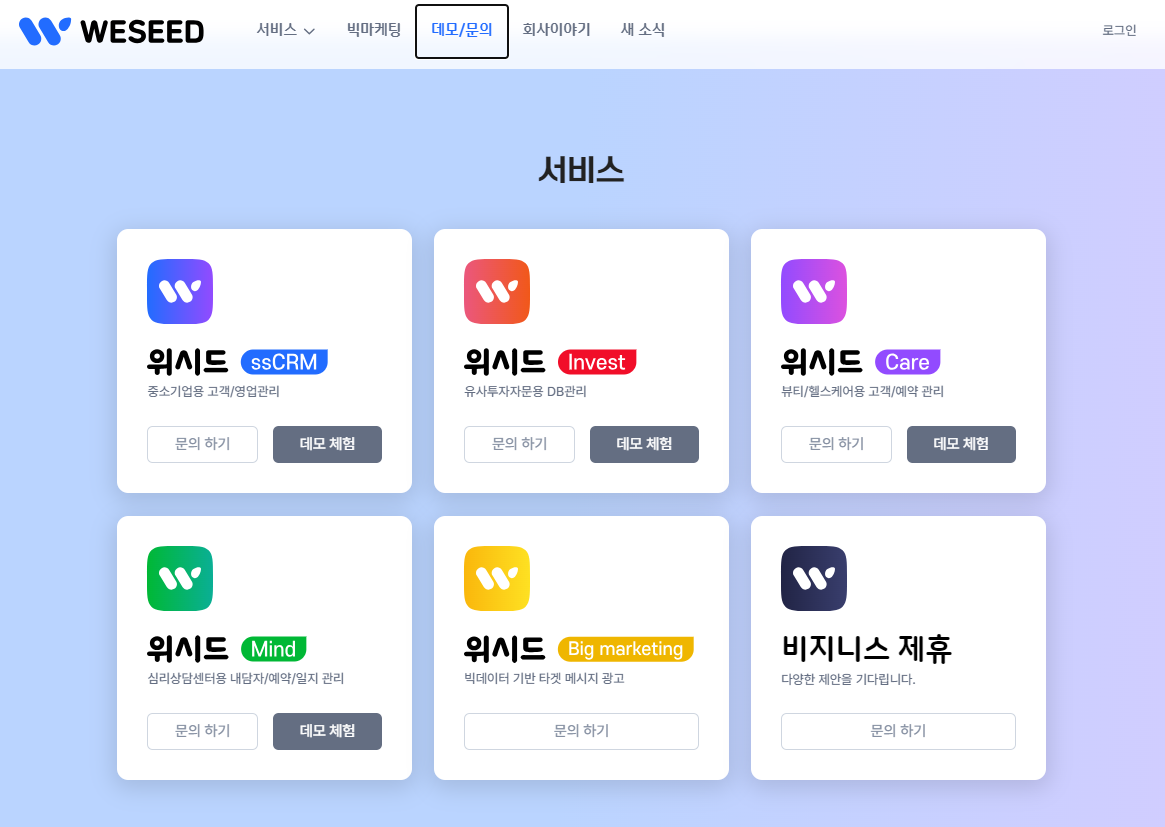 WESEED 서비스 빅마케팅 데모/문의 회사이야기 새 소식 로그인
서비스
위시드 ssCRM
중소기업용 고객/영업관리
문의 하기 데모 체험
위시드 Invest
유사투자자문용 DB관리
문의 하기 데모 체험
위시드 Care
뷰티/헬스케어용 고객/예약 관리
문의 하기 데모 체험
위시드 Mind
심리상담센터용 내담자/예약/일지 관리
문의 하기 데모 체험
위시드 Big marketing
빅데이터 기반 타겟 메시지 광고
문의 하기
비지니스 제휴
다양한 제안을 기다립니다.
문의 하기